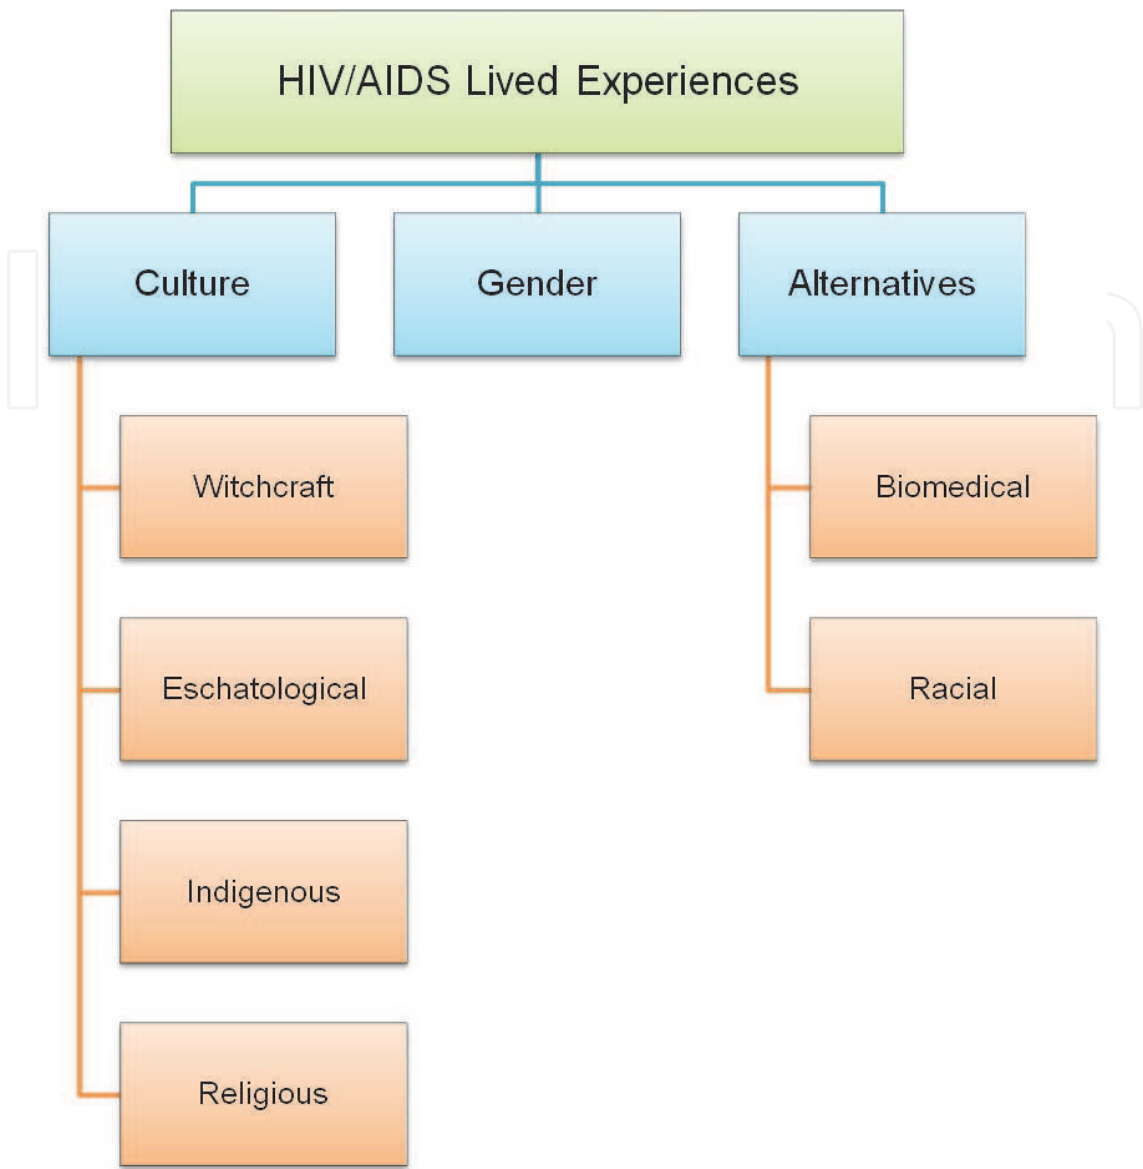 HIV/AIDS Lived Experiences
Culture
Gender
Alternatives
Witchcraft
Biomedical
Eschatological
Racial
Indigenous
Religious